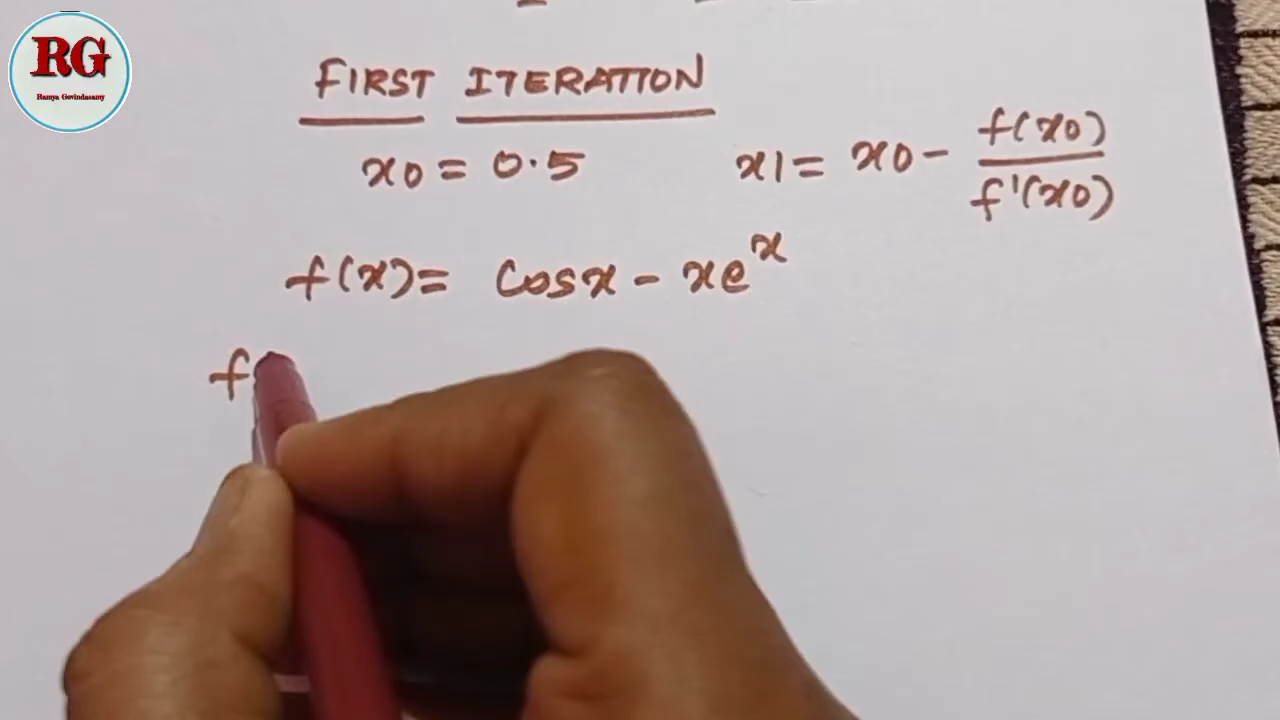 RG
Ramya Govindasamy
FIRST ITERATION
x0 = 0.5 x1 = x0 - f(x0)/f'(x0)
f(x) = cosx - xe^x
f